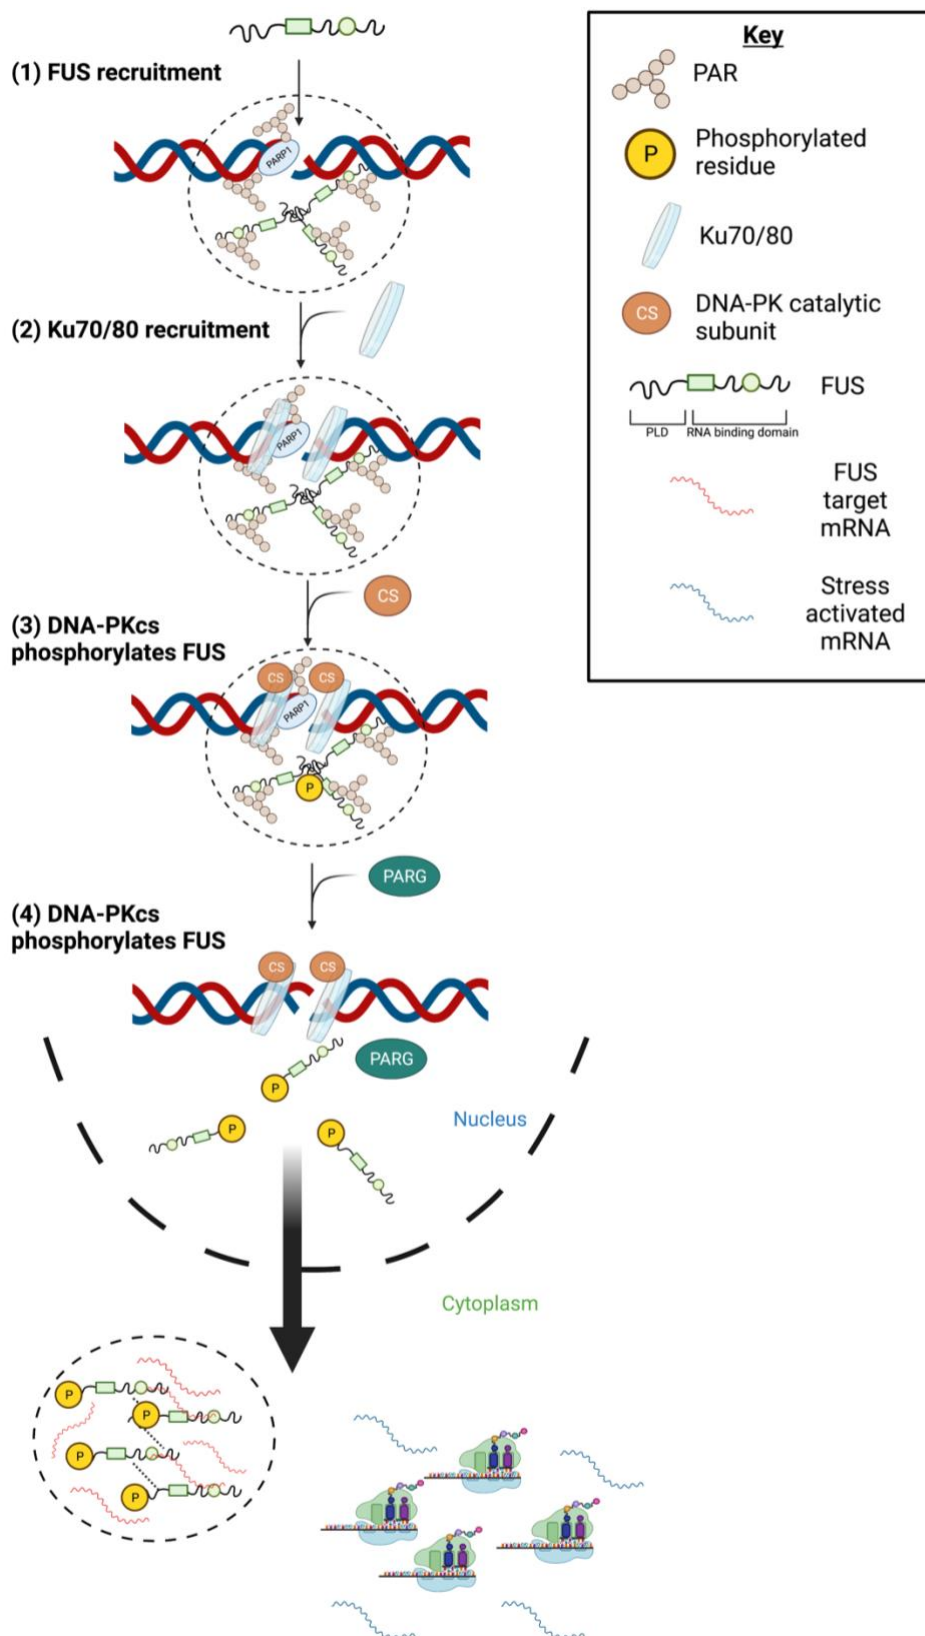 (1) FUS recruitment
PARP1
(2) Ku70/80 recruitment
PARP1
CS
(3) DNA-PKcs
phosphorylates FUS
CS
CS
PARP1
P
PARG
(4) DNA-PKcs
phosphorylates FUS
CS
CS
PARG
P
Nucleus
P
P
Cytoplasm
P
P
P
P
Key
PAR
P
Phosphorylated
residue
Ku70/80
CS
DNA-PK catalytic
subunit
FUS
PLD
RNA binding domain
FUS
target
mRNA
Stress
activated
mRNA